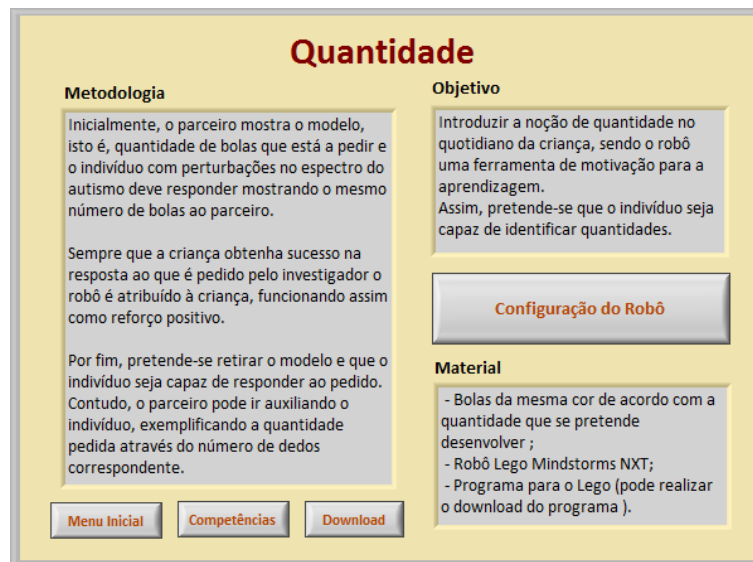 Quantidade
Metodologia
Inicialmente, o parceiro mostra o modelo,
isto é, quantidade de bolas que está a pedir e
o indivíduo com perturbações no espectro do
autismo deve responder mostrando o mesmo
número de bolas ao parceiro.
Sempre que a criança obtenha sucesso na
resposta ao que é pedido pelo investigador o
robô é atribuído à criança, funcionando assim
como reforço positivo.
Por fim, pretende-se retirar o modelo e que o
indivíduo seja capaz de responder ao pedido.
Contudo, o parceiro pode ir auxiliando o
indivíduo, exemplificando a quantidade
pedida através do número de dedos
correspondente.
Objetivo
Introduzir a noção de quantidade no
quotidiano da criança, sendo o robô
uma ferramenta de motivação para a
aprendizagem.
Assim, pretende-se que o indivíduo seja
capaz de identificar quantidades.
Configuração do Robô
Material
- Bolas da mesma cor de acordo com a
quantidade que se pretende
desenvolver ;
- Robô Lego Mindstorms NXT;
- Programa para o Lego (pode realizar
o download do programa ).
Menu Inicial
Competências
Download